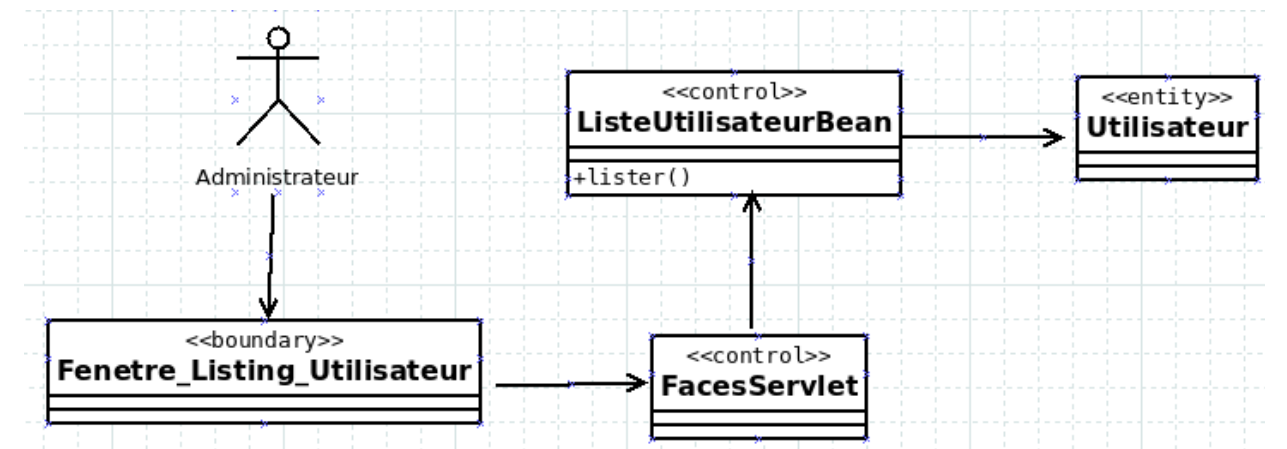 Administrateur
<<control>>
ListeUtilisateurBean
+lister()
<<entity>>
Utilisateur
<<boundary>>
Fenetre_Listing_Utilisateur
<<control>>
FacesServlet